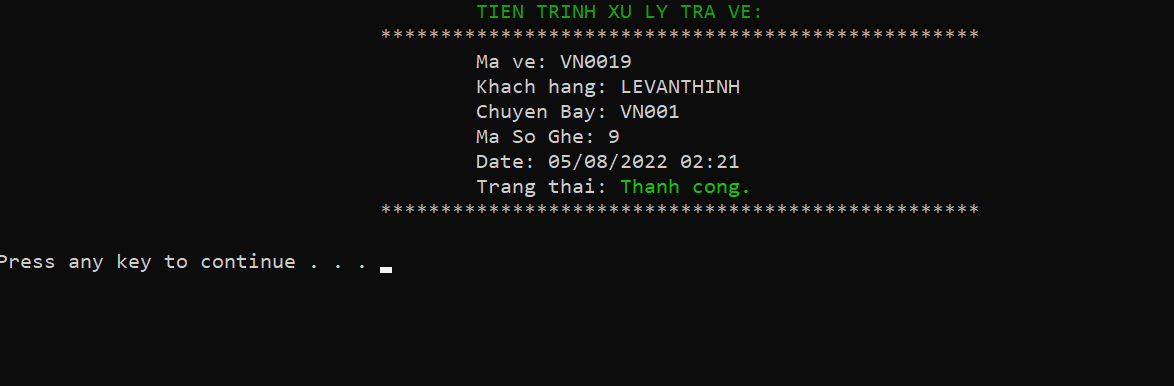 TIEN TRINH XU LY TRA VE:
**************************************************
Ma ve: VN0019
Khach hang: LEVANTHINH
Chuyen Bay: VN001
Ma So Ghe: 9
Date: 05/08/2022 02:21
Trang thai: Thanh cong.
**************************************************
Press any key to continue . . .